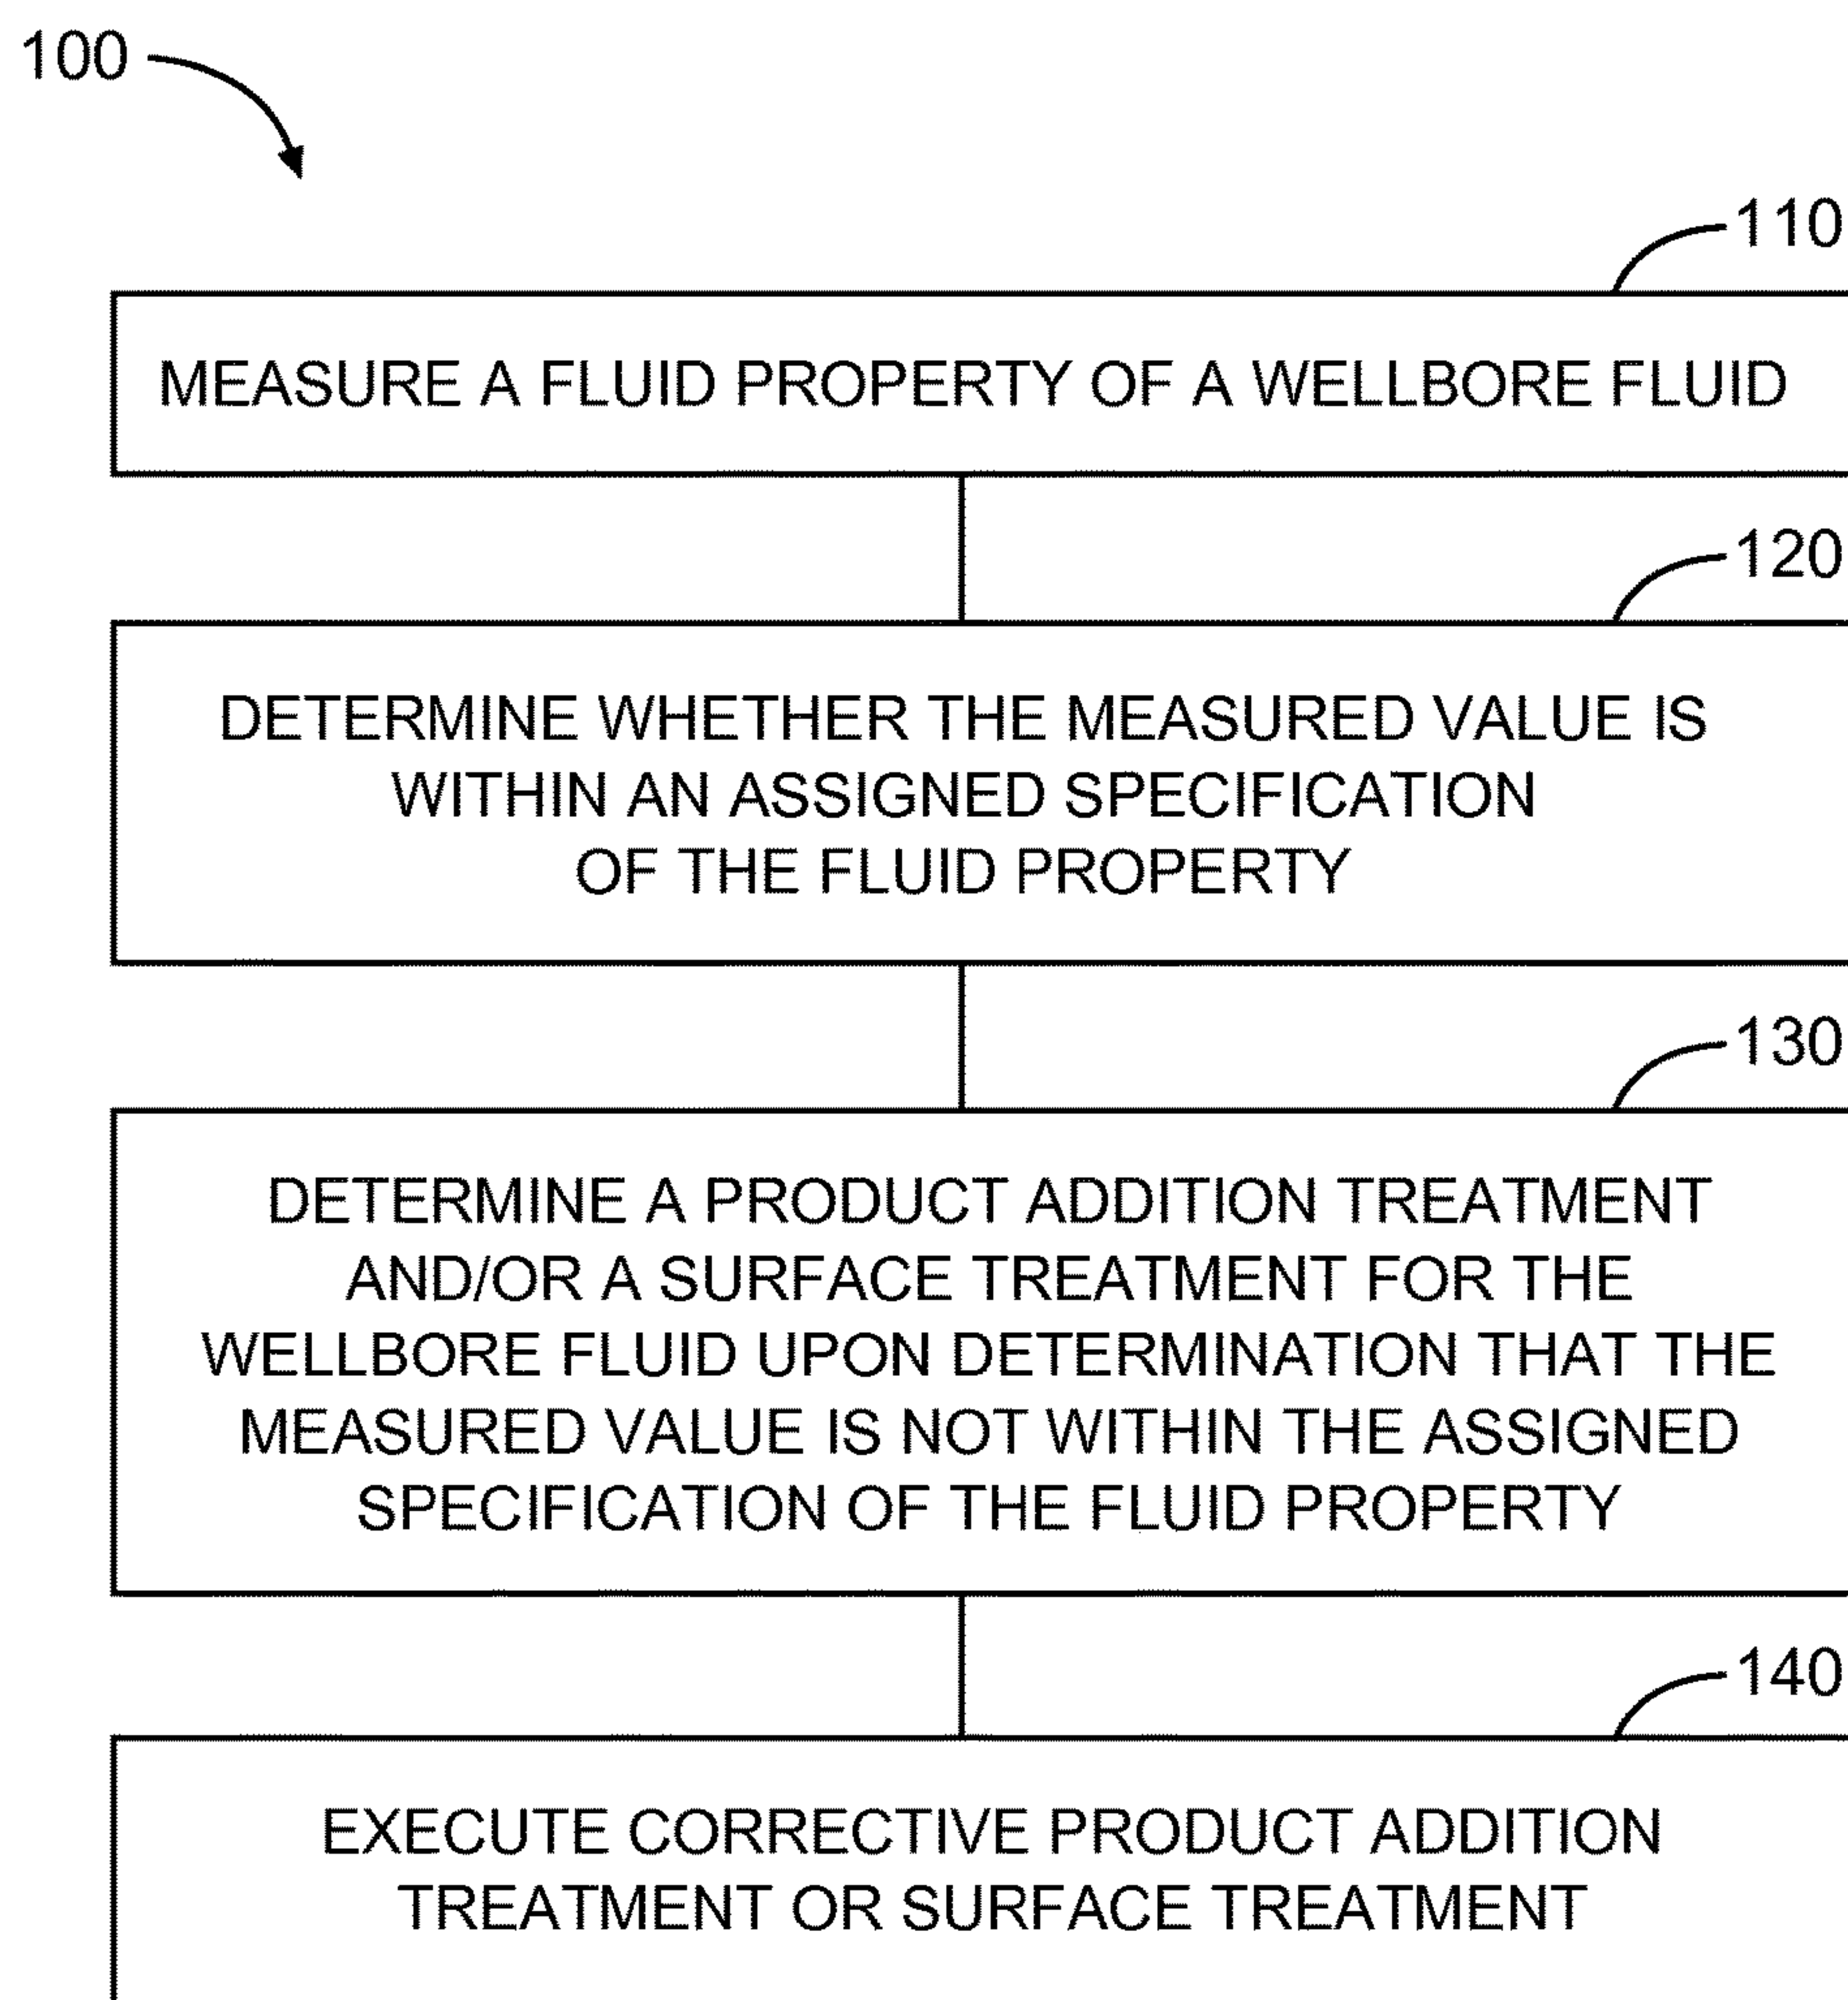 100
110
MEASURE A FLUID PROPERTY OF A WELLBORE FLUID
120
DETERMINE WHETHER THE MEASURED VALUE IS
WITHIN AN ASSIGNED SPECIFICATION
OF THE FLUID PROPERTY
130
DETERMINE A PRODUCT ADDITION TREATMENT
AND/OR A SURFACE TREATMENT FOR THE
WELLBORE FLUID UPON DETERMINATION THAT THE
MEASURED VALUE IS NOT WITHIN THE ASSIGNED
SPECIFICATION OF THE FLUID PROPERTY
140
EXECUTE CORRECTIVE PRODUCT ADDITION
TREATMENT OR SURFACE TREATMENT